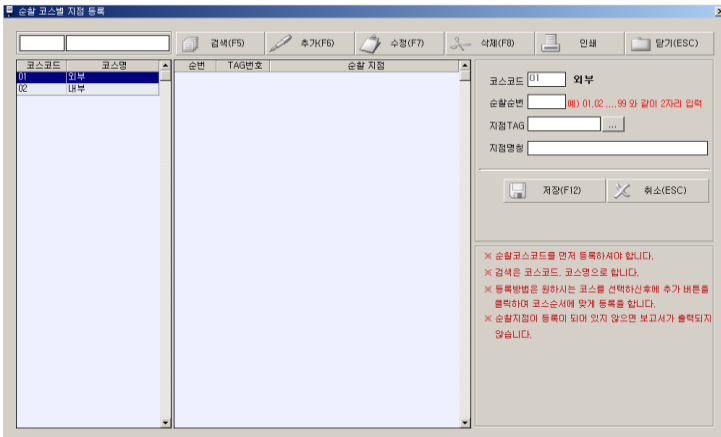 순찰 코스별 지점 등록
검색(F5) 추가(F6) 수정(F7) 삭제(F8) 인쇄 닫기(ESC)
코스코드 코스명
01 외부
02 내부
순번 TAG번호 순찰 지점
코스코드 01 외부
순찰순번 예) 01,02 ...,99 와 같이 2자리 입력
지점TAG ...
지점명칭
저장(F12) 취소(ESC)
※ 순찰코스코드를 먼저 등록하셔야 합니다.
※ 검색은 코스코드, 코스명으로 합니다.
※ 등록방법은 원하시는 코스를 선택하신후에 추가 버튼을
클릭하며 코스순서에 맞게 등록을 합니다.
※ 순찰지점이 등록이 되어 있지 않으면 보고서가 출력되지
않습니다.